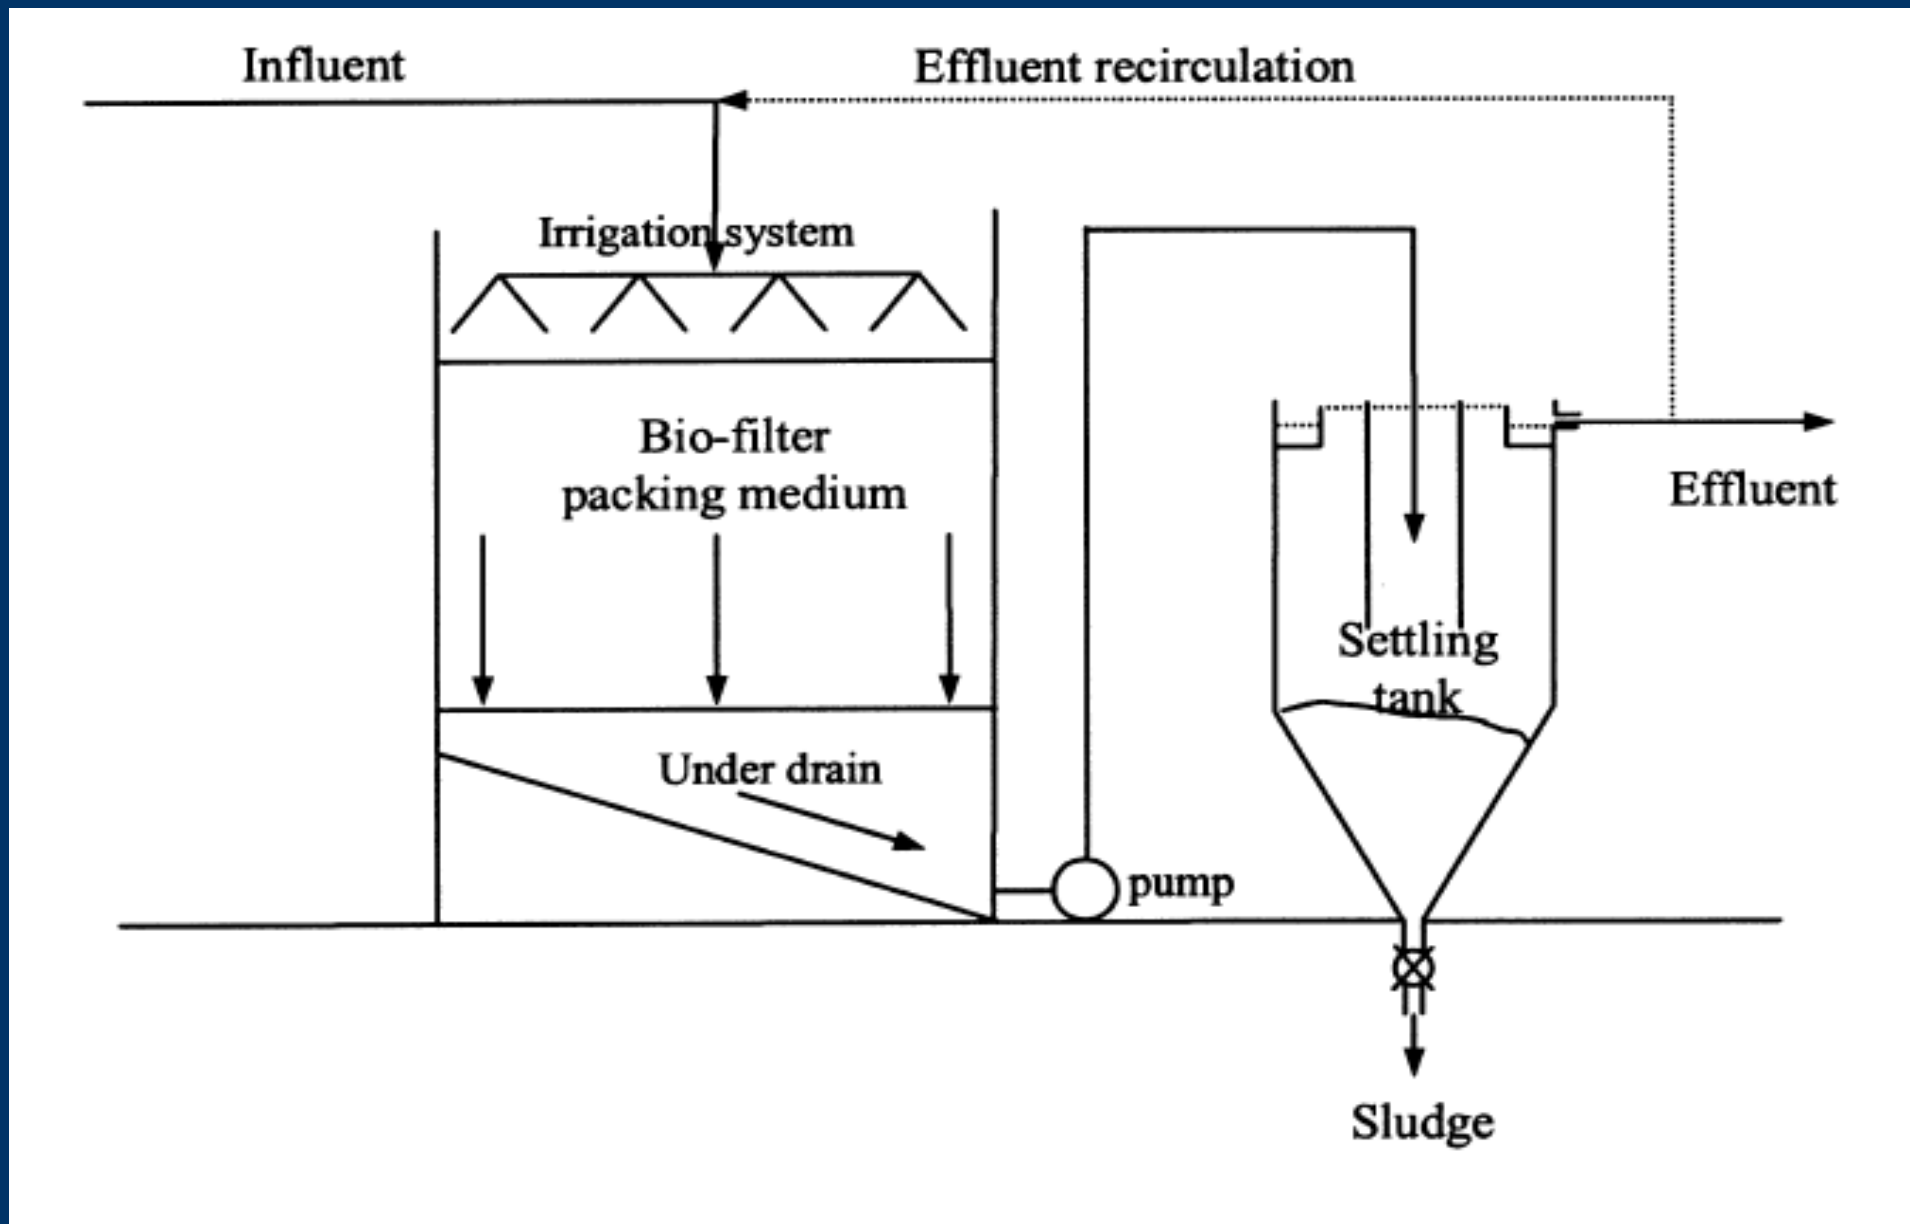 Influent
Effluent recirculation
Irrigation system
Bio-filter
packing medium
Effluent
Settling
tank
Under drain
pump
Sludge